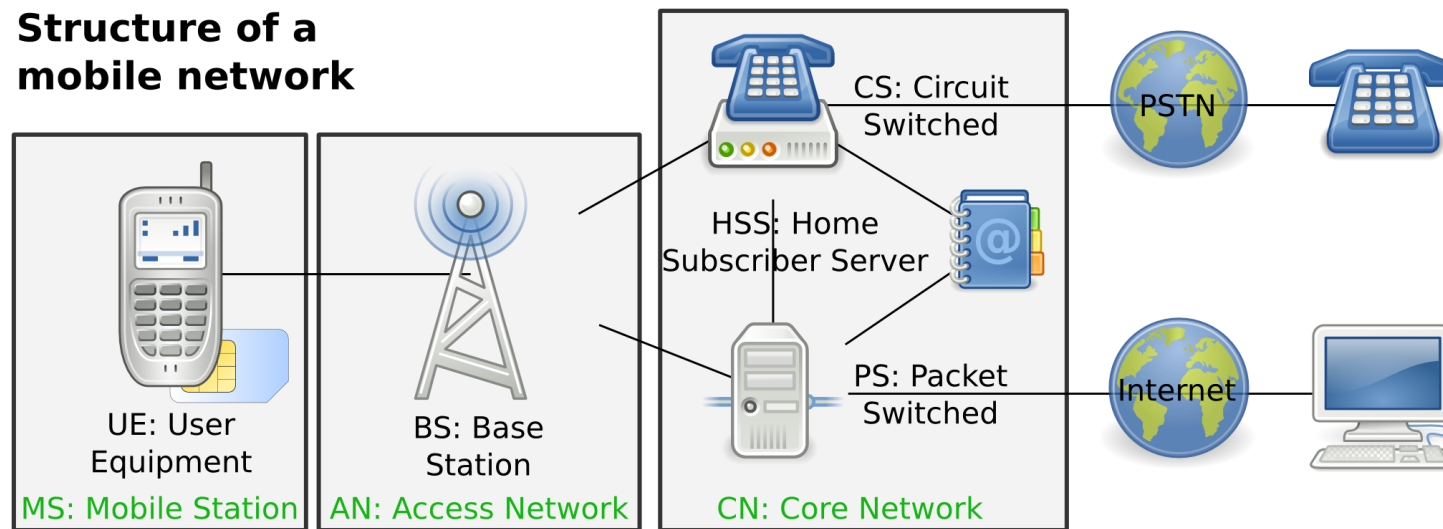 Structure of a
mobile network
UE: User
Equipment
MS: Mobile Station
BS: Base
Station
AN: Access Network
CS: Circuit
Switched
HSS: Home
Subscriber Server
@
PS: Packet
Switched
CN: Core Network
PSTN
Internet